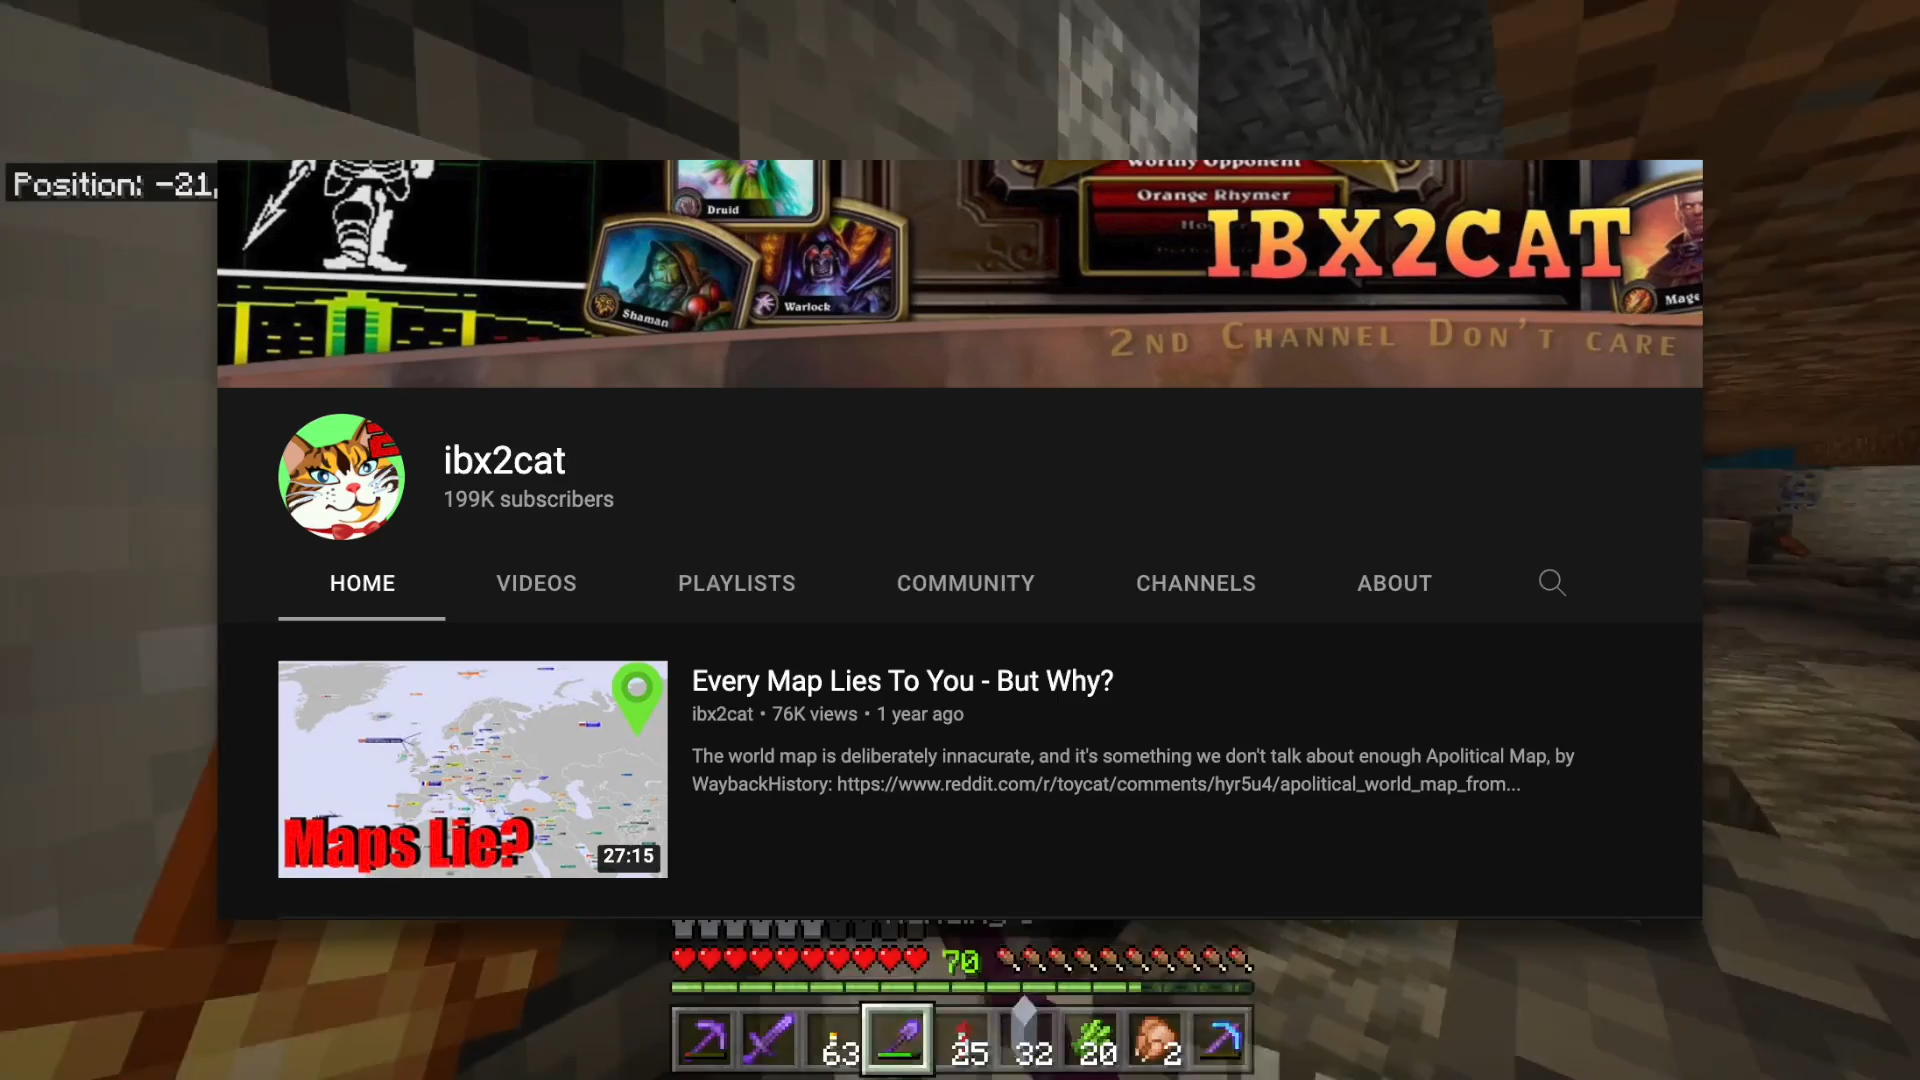 Position: -21,
Worthy Opponent
Orange Rhymer
IBX2CAT
Druid
Shaman
Warlock
Mage
2ND CHANNEL DON'T CARE
ibx2cat
199K subscribers
HOME VIDEOS PLAYLISTS COMMUNITY CHANNELS ABOUT
Maps Lie?
27:15
Every Map Lies To You - But Why?
ibx2cat • 76K views • 1 year ago
The world map is deliberately innacurate, and it's something we don't talk about enough Apolitical Map, by
WaybackHistory: https://www.reddit.com/r/toycat/comments/hyr5u4/apolitical_world_map_from...
70
63 25 32 20 2